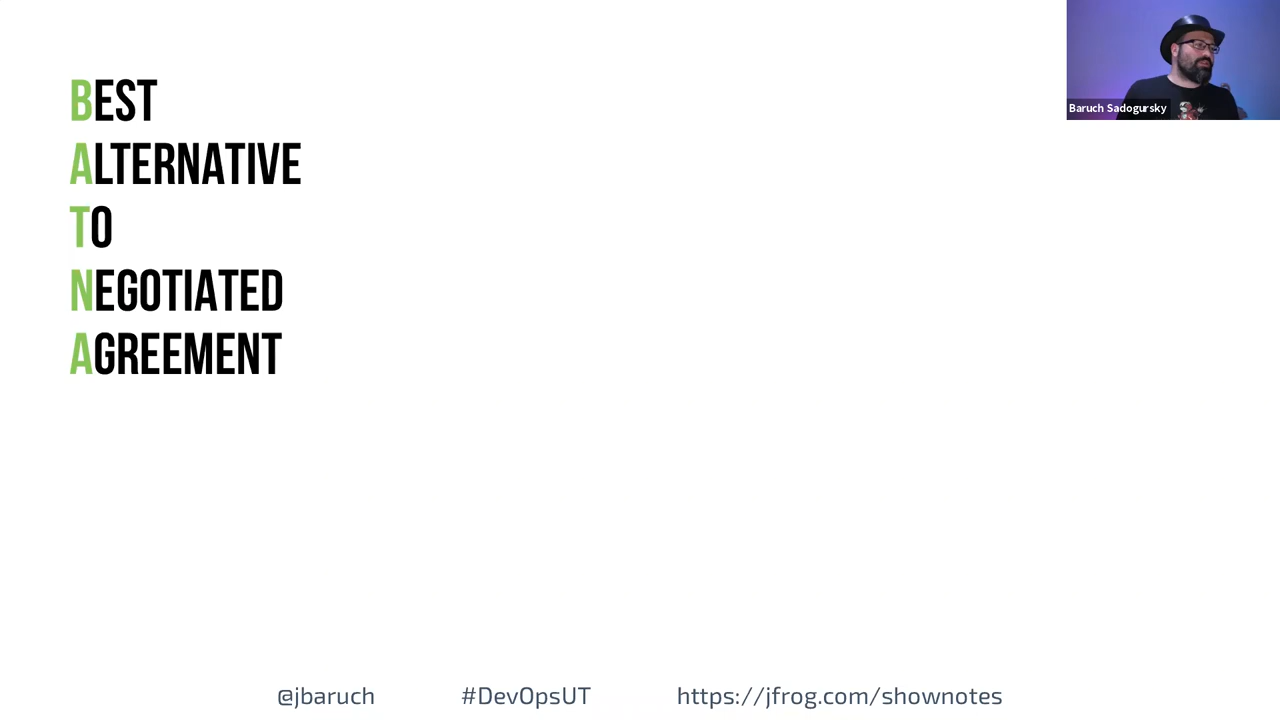 BEST
ALTERNATIVE
TO
NEGOTIATED
AGREEMENT
Baruch Sadogursky
@jbaruch #DevOpsUT https://jfrog.com/shownotes